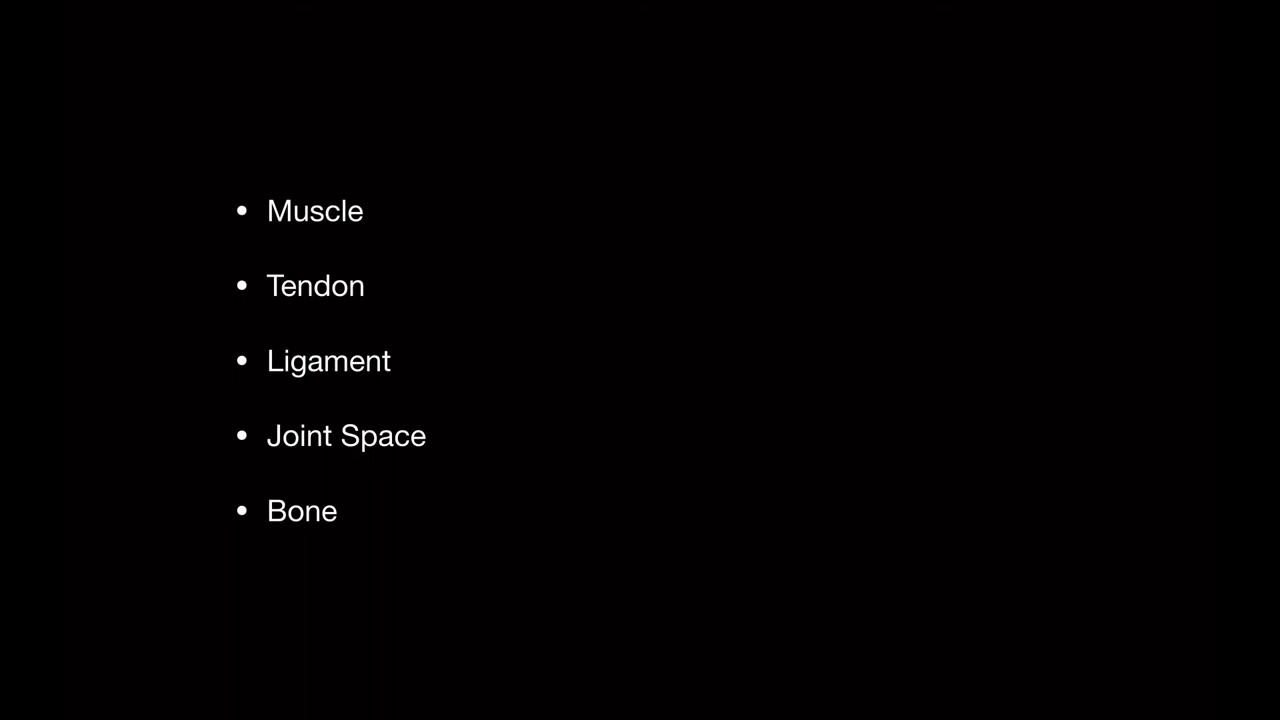 • Muscle
• Tendon
• Ligament
• Joint Space
• Bone